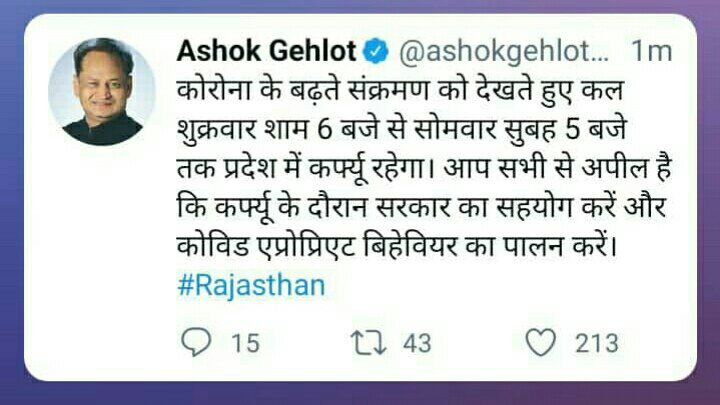 Ashok Gehlot @ashokgehlot... 1m
कोरोना के बढ़ते संक्रमण को देखते हुए कल
शुक्रवार शाम 6 बजे से सोमवार सुबह 5 बजे
तक प्रदेश में कर्फ्यू रहेगा। आप सभी से अपील है
कि कर्फ्यू के दौरान सरकार का सहयोग करें और
कोविड एप्रोप्रिएट बिहेवियर का पालन करें।
#Rajasthan
15 43 213